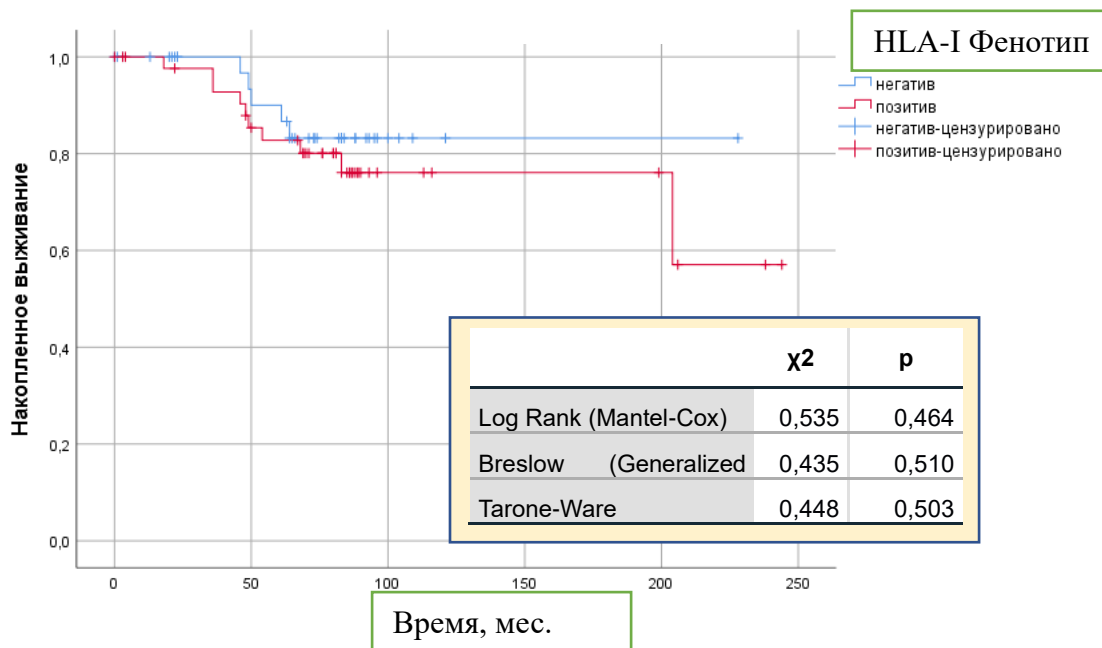 HLA-I Фенотип
негатив
позитив
негатив-цензурировано
позитив-цензурировано
Накопленное выживание
1,0
0,8
0,6
0,4
0,2
0,0
χ2 p
Log Rank (Mantel-Cox) 0,535 0,464
Breslow (Generalized 0,435 0,510
Tarone-Ware 0,448 0,503
0 50 100 150 200 250
Время, мес.